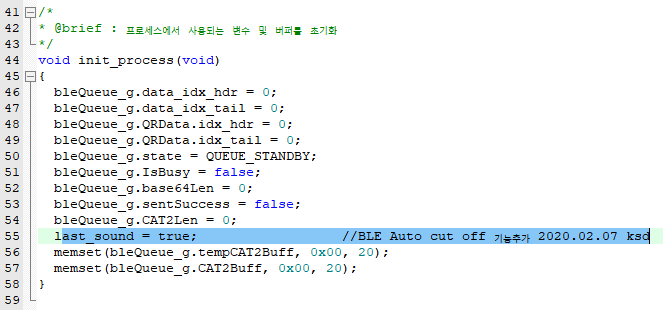 41 /*
42 * @brief : 프로세스에서 사용되는 변수 및 버퍼를 초기화
43 */
44 void init_process(void)
45 {
46 bleQueue_g.data_idx_hdr = 0;
47 bleQueue_g.data_idx_tail = 0;
48 bleQueue_g.QRData.idx_hdr = 0;
49 bleQueue_g.QRData.idx_tail = 0;
50 bleQueue_g.state = QUEUE_STANDBY;
51 bleQueue_g.IsBusy = false;
52 bleQueue_g.base64Len = 0;
53 bleQueue_g.sentSuccess = false;
54 bleQueue_g.CAT2Len = 0;
55 last_sound = true; //BLE Auto cut off 기능추가 2020.02.07 ksd
56 memset(bleQueue_g.tempCAT2Buff, 0x00, 20);
57 memset(bleQueue_g.CAT2Buff, 0x00, 20);
58 }
59